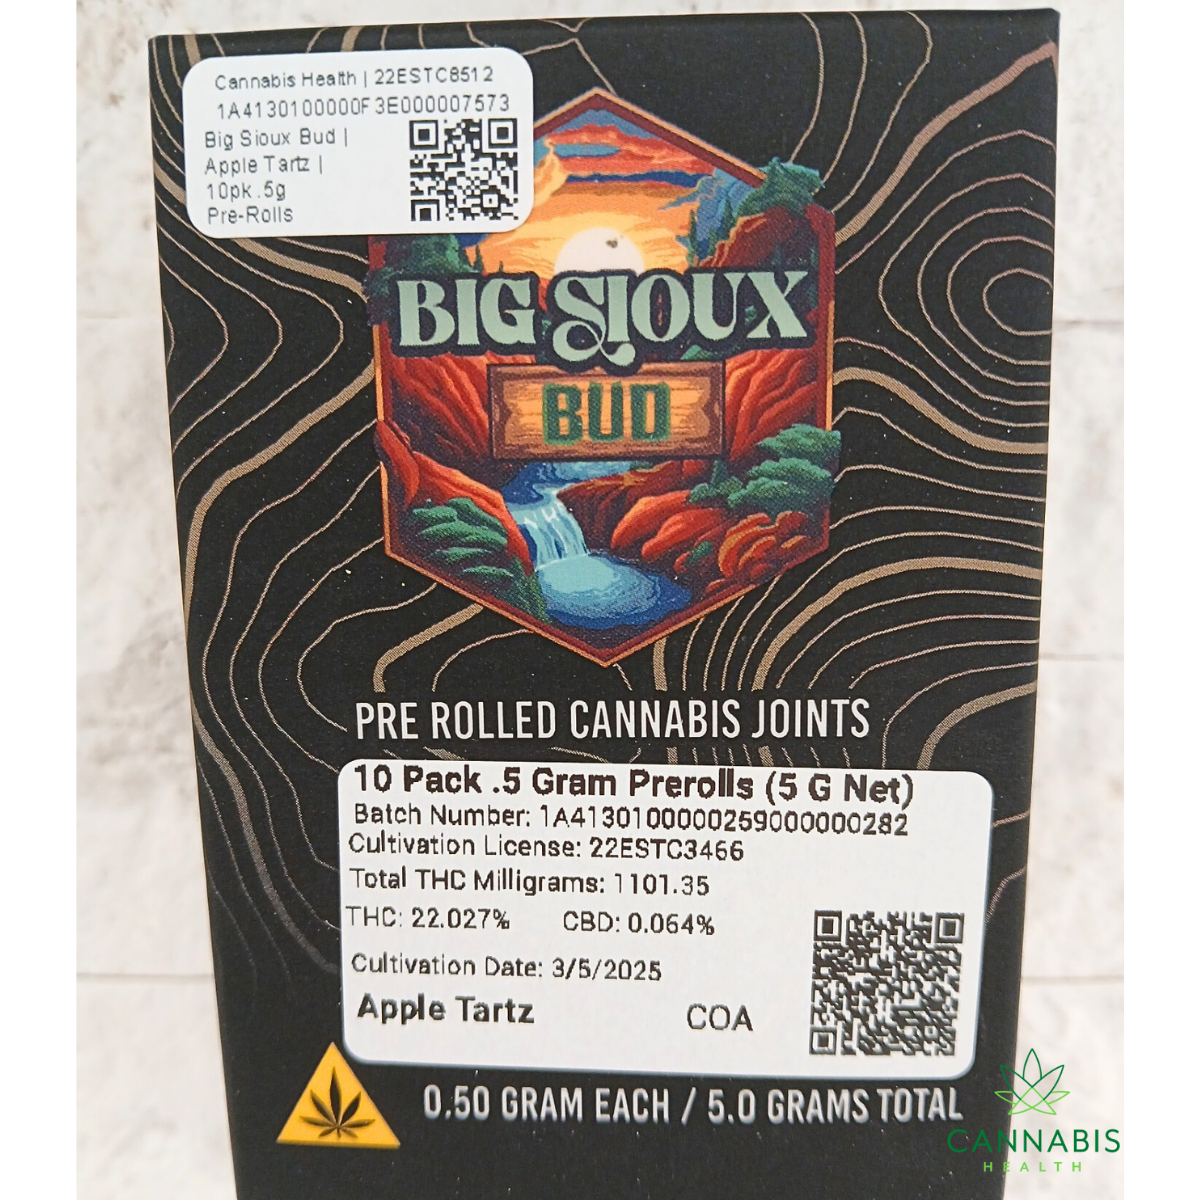 Cannabis Health | 22ESTC8512
1A4130100000F3E000007573
Big Sioux Bud |
Apple Tartz |
10pk .5g
Pre-Rolls
BIG SIOUX
BUD
PRE ROLLED CANNABIS JOINTS
10 Pack .5 Gram Prerolls (5 G Net)
Batch Number: 1A4130100000259000000282
Cultivation License: 22ESTC3466
Total THC Milligrams: 1101.35
THC: 22.027% CBD: 0.064%
Cultivation Date: 3/5/2025
Apple Tartz COA
0.50 GRAM EACH / 5.0 GRAMS TOTAL
CANNABIS
HEALTH